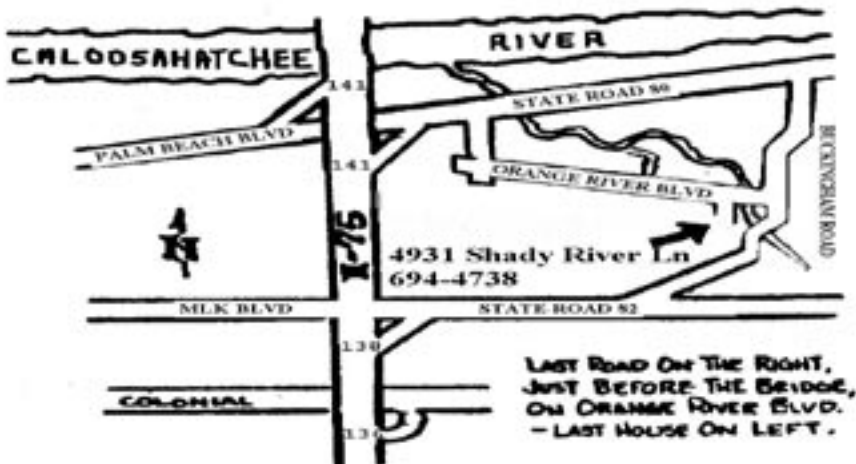 CALOOSAHATCHEE RIVER
141
STATE ROAD 80
PALM BEACH BLVD
141
ORANGE RIVER BLVD
BUCKINGHAM ROAD
N
I-75
4931 Shady River Ln
694-4738
MLK BLVD
STATE ROAD 82
138
COLONIAL
136
LAST ROAD ON THE RIGHT,
JUST BEFORE THE BRIDGE,
ON ORANGE RIVER BLVD.
- LAST HOUSE ON LEFT.